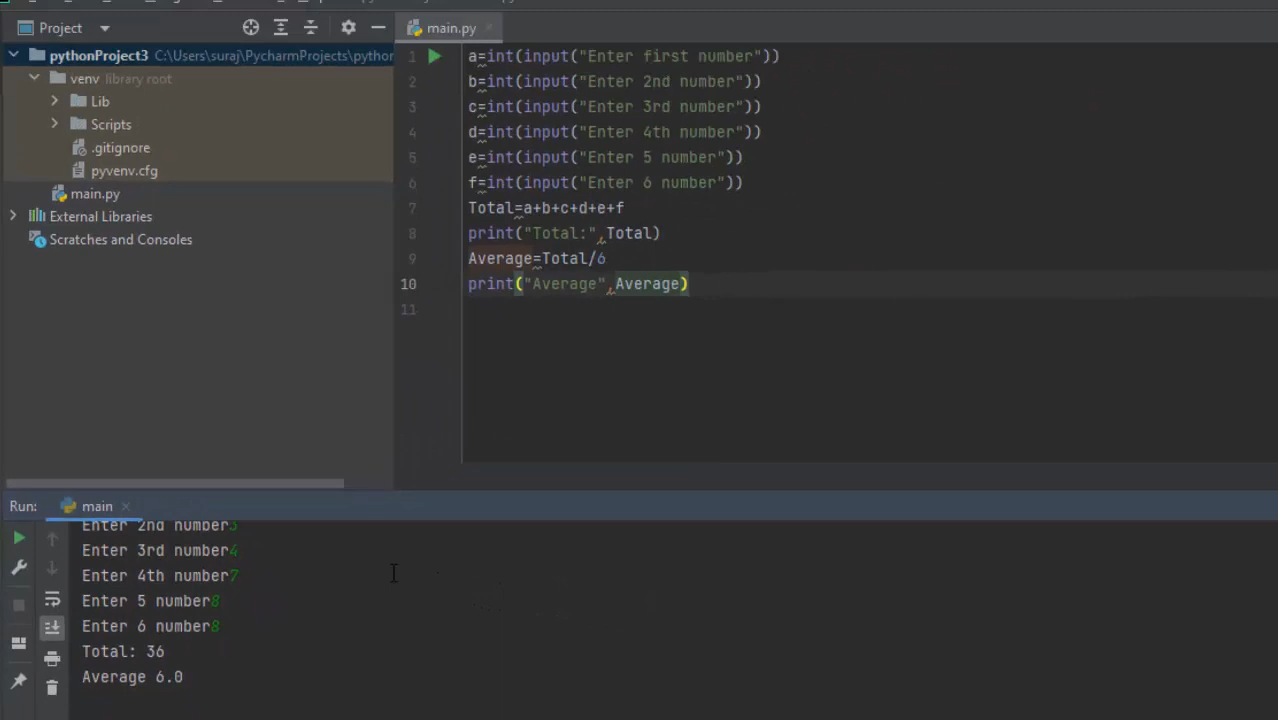 Project
main.py
pythonProject3 C:\Users\suraj\PycharmProjects\python
venv library root
Lib
Scripts
.gitignore
pyvenv.cfg
main.py
External Libraries
Scratches and Consoles
1 a=int(input("Enter first number"))
2 b=int(input("Enter 2nd number"))
3 c=int(input("Enter 3rd number"))
4 d=int(input("Enter 4th number"))
5 e=int(input("Enter 5 number"))
6 f=int(input("Enter 6 number"))
7 Total=a+b+c+d+e+f
8 print("Total:",Total)
9 Average=Total/6
10 print("Average",Average)
11
Run: main
Enter 2nd number3
Enter 3rd number4
Enter 4th number7
Enter 5 number8
Enter 6 number8
Total: 36
Average 6.0